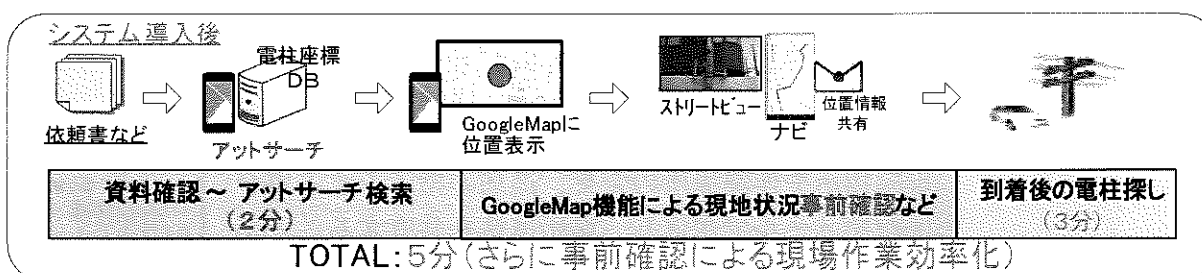 システム導入後
電柱座標
DB
依頼書など
アットサーチ
GoogleMapに
位置表示
ストリートビュー
ナビ
位置情報
共有
資料確認～アットサーチ検索
(2分)
GoogleMap機能による現地状況事前確認など
到着後の電柱探し
(3分)
TOTAL:5分(さらに事前確認による現場作業効率化)